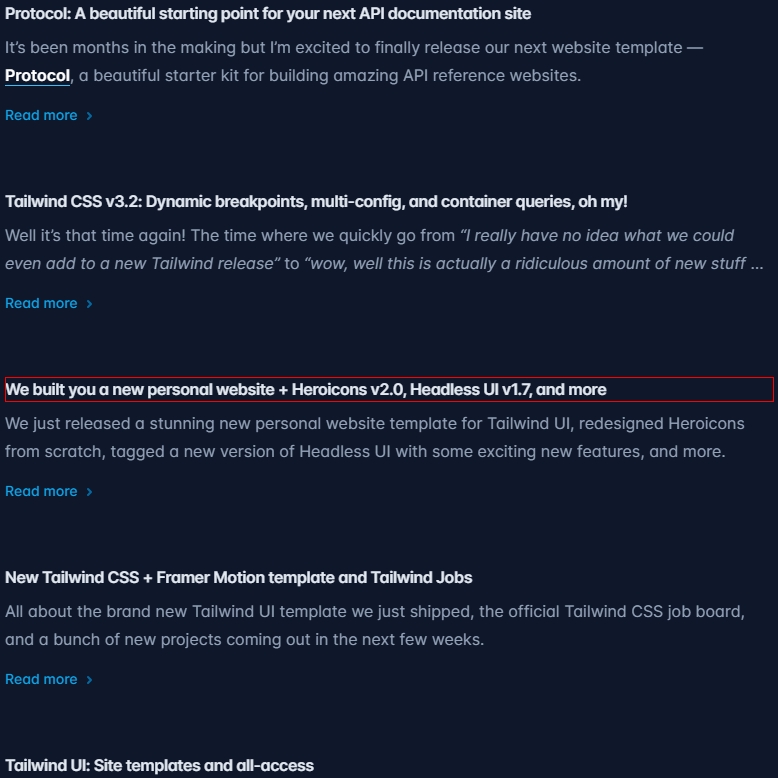 Protocol: A beautiful starting point for your next API documentation site
It’s been months in the making but I’m excited to finally release our next website template —
Protocol, a beautiful starter kit for building amazing API reference websites.
Read more
Tailwind CSS v3.2: Dynamic breakpoints, multi-config, and container queries, oh my!
Well it’s that time again! The time where we quickly go from “I really have no idea what we could
even add to a new Tailwind release” to “wow, well this is actually a ridiculous amount of new stuff ...
Read more
We built you a new personal website + Heroicons v2.0, Headless UI v1.7, and more
We just released a stunning new personal website template for Tailwind UI, redesigned Heroicons
from scratch, tagged a new version of Headless UI with some exciting new features, and more.
Read more
New Tailwind CSS + Framer Motion template and Tailwind Jobs
All about the brand new Tailwind UI template we just shipped, the official Tailwind CSS job board,
and a bunch of new projects coming out in the next few weeks.
Read more
Tailwind UI: Site templates and all-access